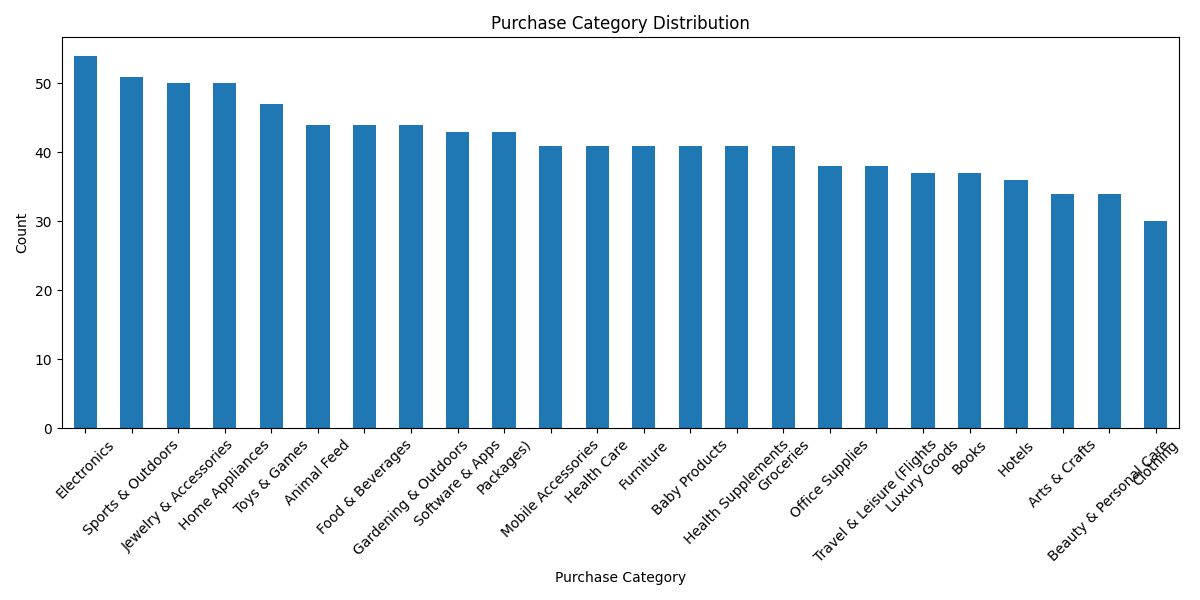 Purchase Category Distribution
Count
50
40
30
20
10
0
Electronics
Sports & Outdoors
Jewelry & Accessories
Home Appliances
Toys & Games
Animal Feed
Food & Beverages
Gardening & Outdoors
Software & Apps
Packages)
Mobile Accessories
Health Care
Furniture
Baby Products
Health Supplements
Groceries
Office Supplies
Travel & Leisure (Flights
Luxury Goods
Books
Hotels
Arts & Crafts
Beauty & Personal Care
Clothing
Purchase Category